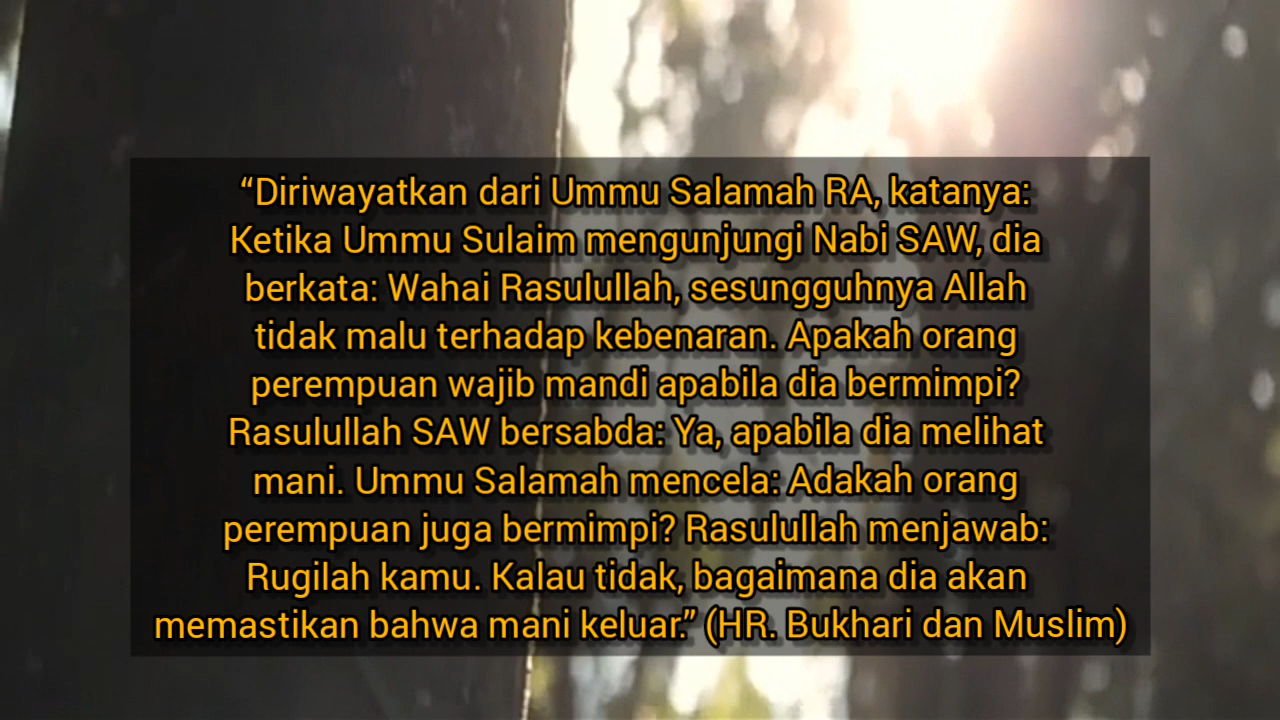 “Diriwayatkan dari Ummu Salamah RA, katanya:
Ketika Ummu Sulaim mengunjungi Nabi SAW, dia
berkata: Wahai Rasulullah, sesungguhnya Allah
tidak malu terhadap kebenaran. Apakah orang
perempuan wajib mandi apabila dia bermimpi?
Rasulullah SAW bersabda: Ya, apabila dia melihat
mani. Ummu Salamah mencela: Adakah orang
perempuan juga bermimpi? Rasulullah menjawab:
Rugilah kamu. Kalau tidak, bagaimana dia akan
memastikan bahwa mani keluar.” (HR. Bukhari dan Muslim)